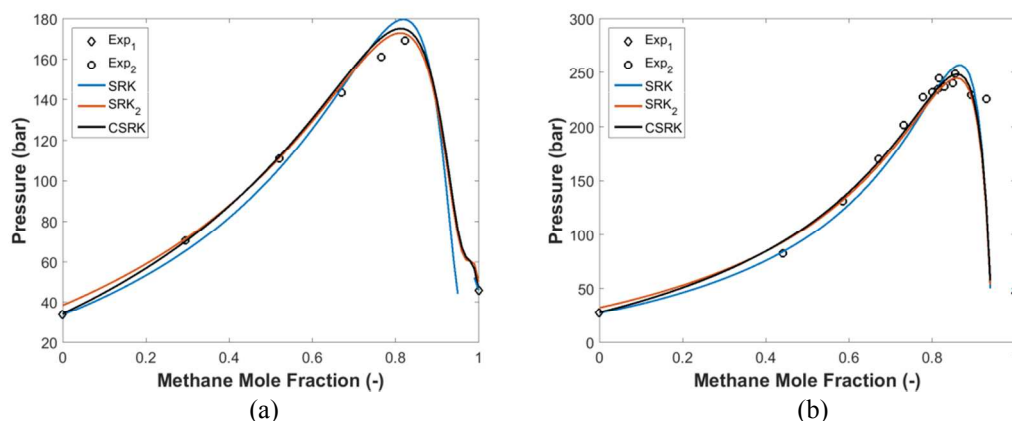 180
160
140
120
100
80
60
40
20
Pressure (bar)
Exp1
Exp2
SRK
SRK2
CSRK
0 0.2 0.4 0.6 0.8 1
Methane Mole Fraction (-)
(a)
300
250
200
150
100
50
0
Pressure (bar)
Exp1
Exp2
SRK
SRK2
CSRK
0 0.2 0.4 0.6 0.8 1
Methane Mole Fraction (-)
(b)